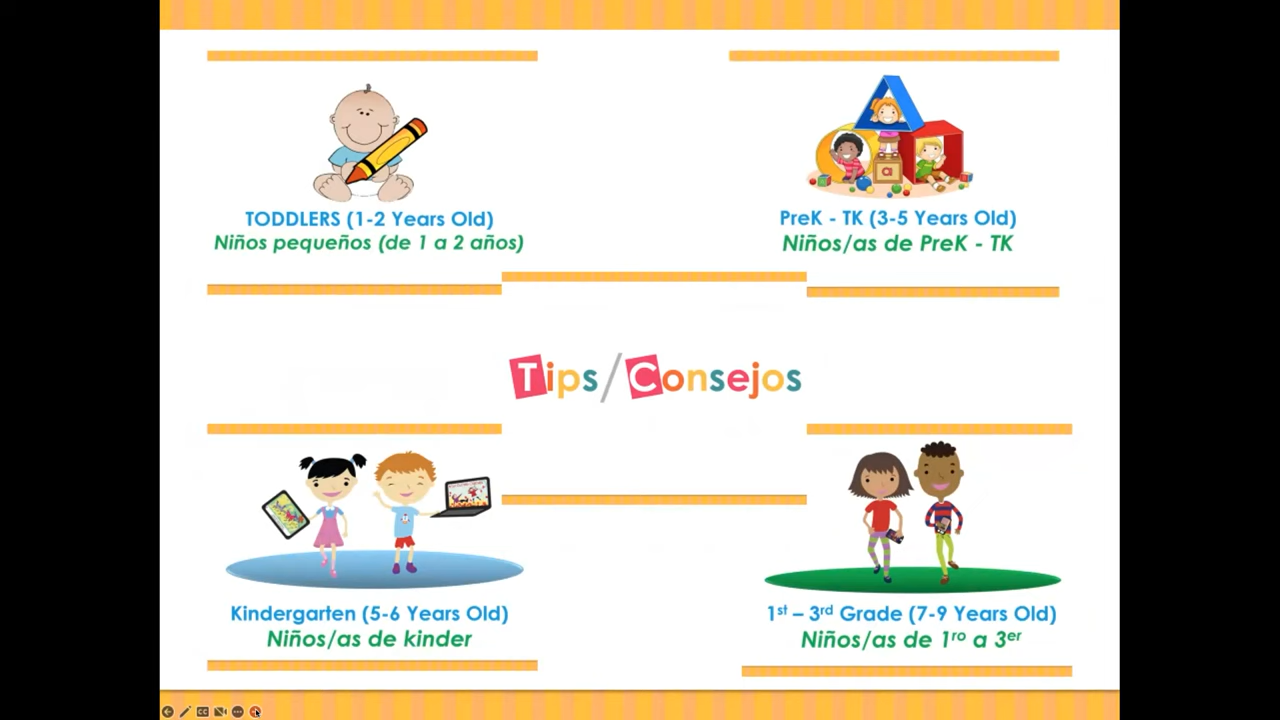 TODDLERS (1-2 Years Old)
Niños pequeños (de 1 a 2 años)
a
PreK - TK (3-5 Years Old)
Niños/as de PreK - TK
Tips/Consejos
Kindergarten (5-6 Years Old)
Niños/as de kinder
1st – 3rd Grade (7-9 Years Old)
Niños/as de 1ro a 3er
CC